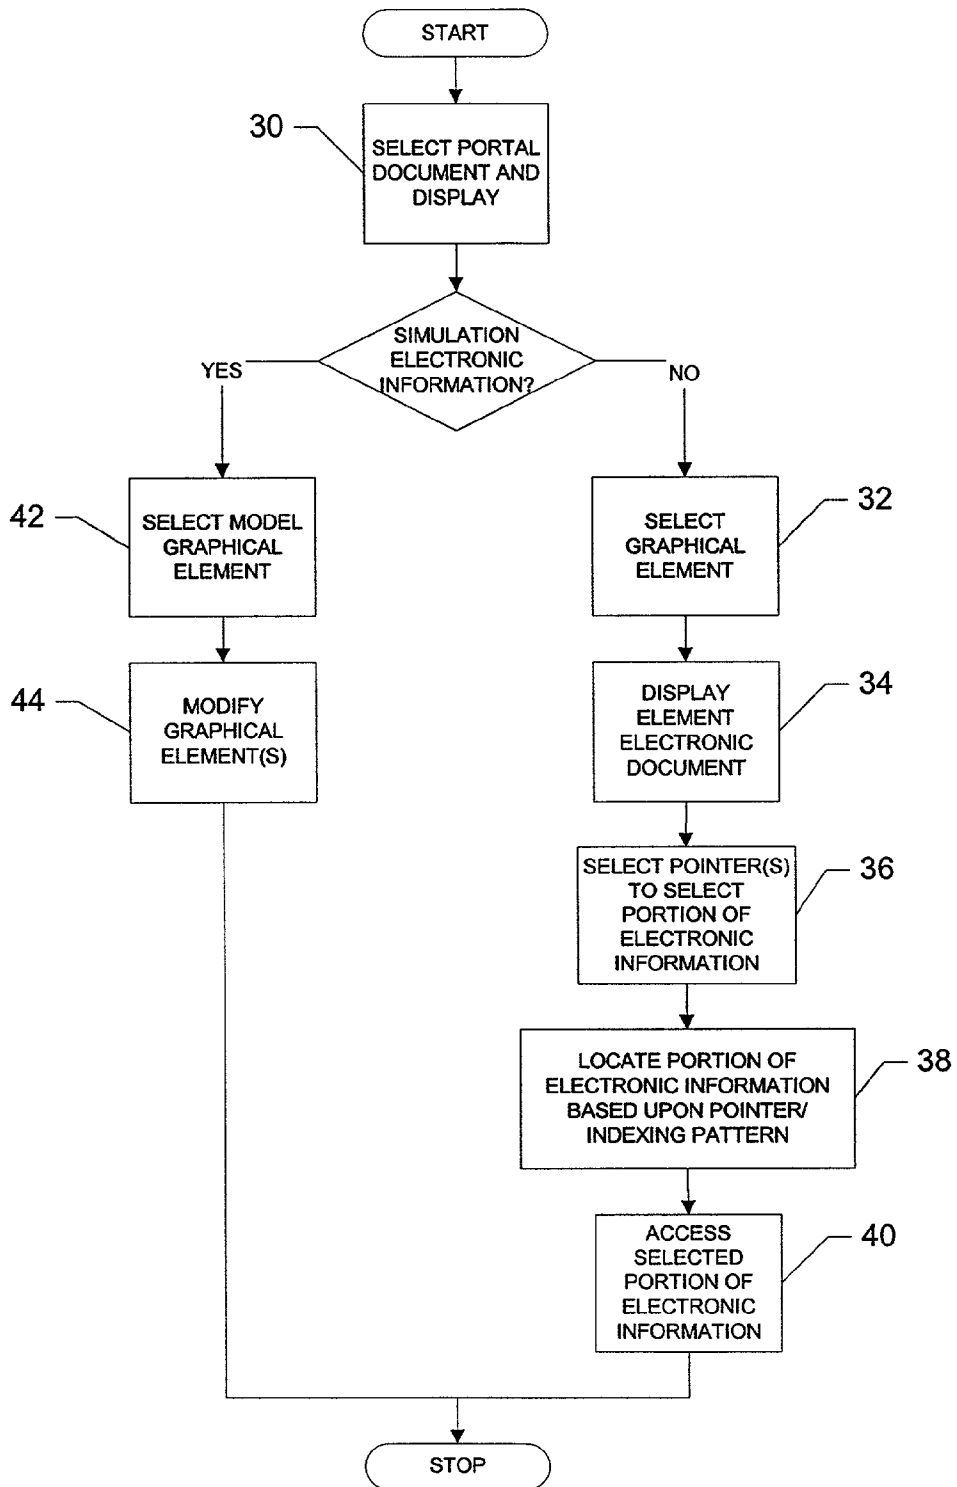 START
30
SELECT PORTAL
DOCUMENT AND
DISPLAY
SIMULATION
ELECTRONIC
INFORMATION?
YES
NO
42
SELECT MODEL
GRAPHICAL
ELEMENT
32
SELECT
GRAPHICAL
ELEMENT
44
MODIFY
GRAPHICAL
ELEMENT(S)
34
DISPLAY
ELEMENT
ELECTRONIC
DOCUMENT
36
SELECT POINTER(S)
TO SELECT
PORTION OF
ELECTRONIC
INFORMATION
38
LOCATE PORTION OF
ELECTRONIC INFORMATION
BASED UPON POINTER/
INDEXING PATTERN
40
ACCESS
SELECTED
PORTION OF
ELECTRONIC
INFORMATION
STOP